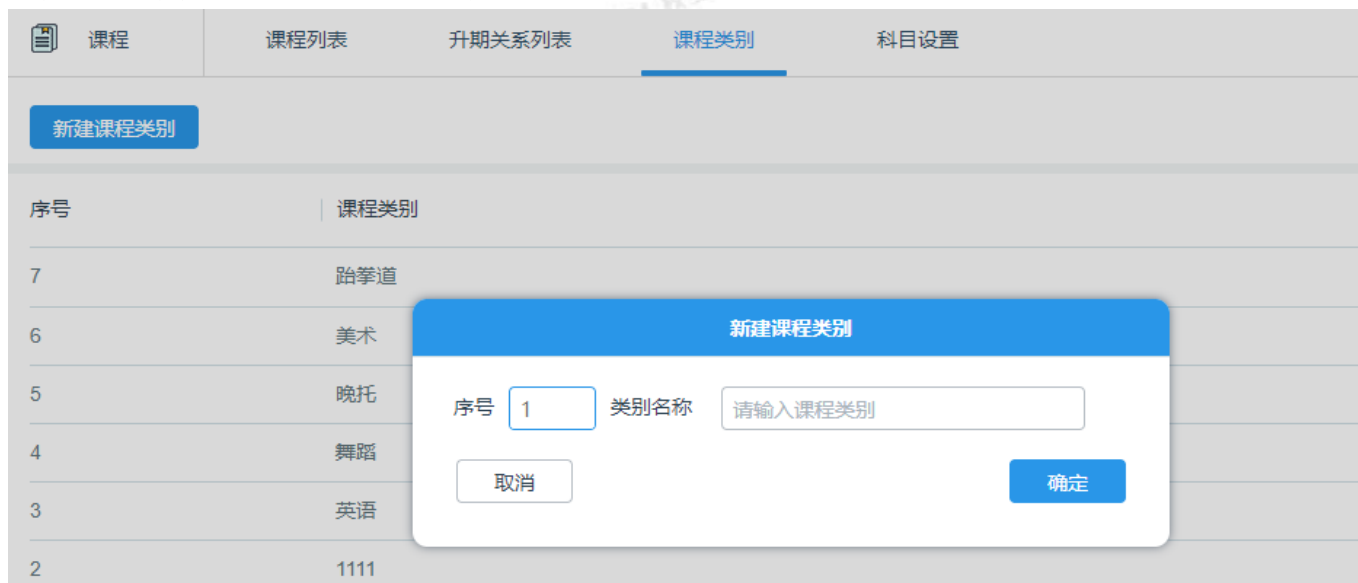 课程 课程列表 升期关系列表 课程类别 科目设置
新建课程类别
序号 课程类别
7 跆拳道
6 美术
5 晚托
4 舞蹈
3 英语
2 1111
新建课程类别
序号 1 类别名称 请输入课程类别
取消 确定